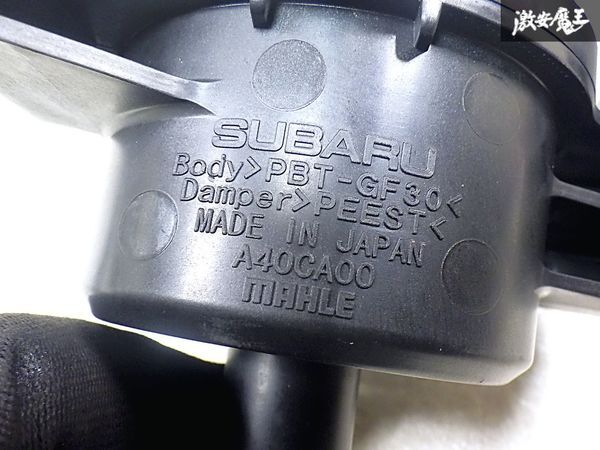 激安魔王
SUBARU
Body>PBT-GF30<
Damper>PEEST<
MADE IN JAPAN
A40CA00
MAHLE